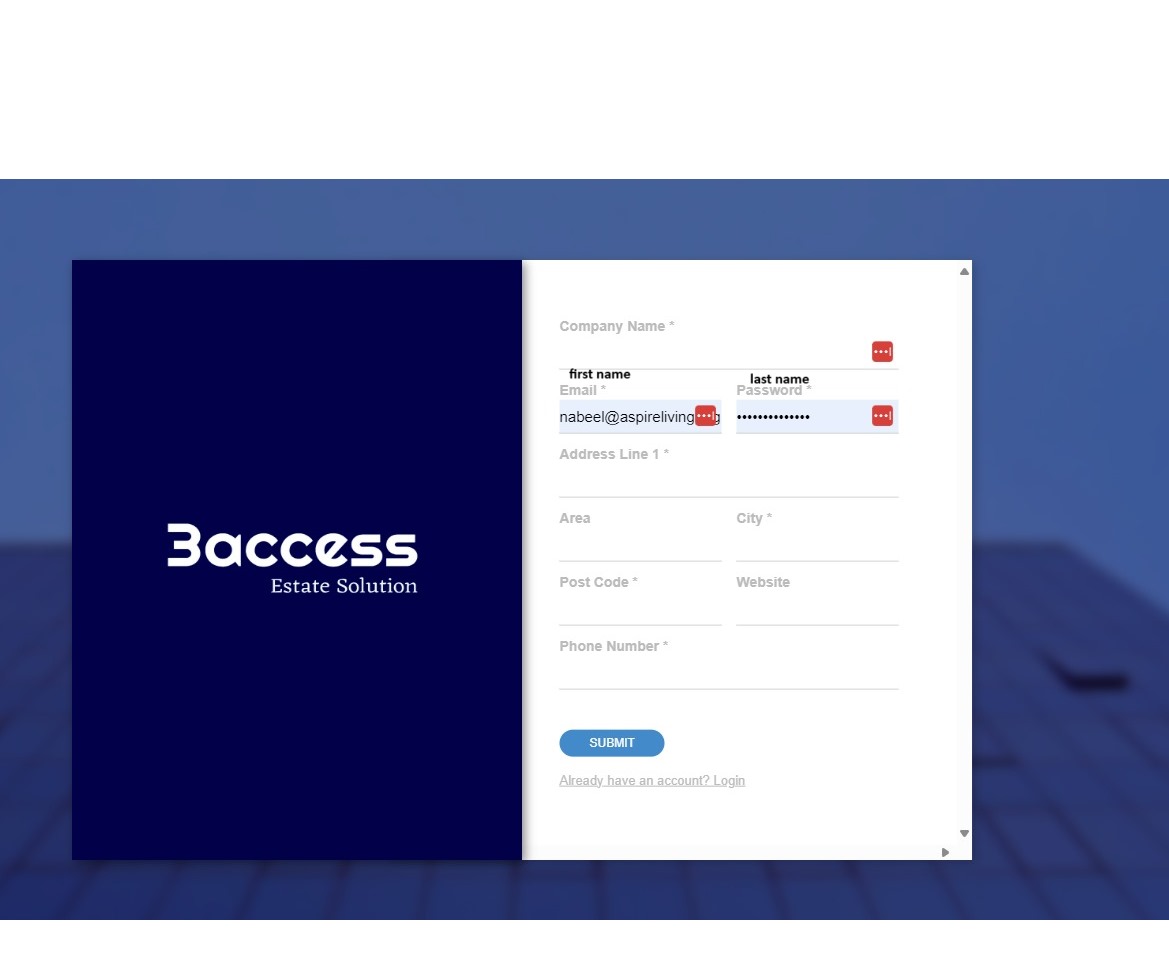 Company Name *
first name
last name
Email *
Password *
nabeel@aspireliving
Address Line 1 *
Area
City *
Post Code *
Website
Phone Number *
SUBMIT
Already have an account? Login
3access
Estate Solution